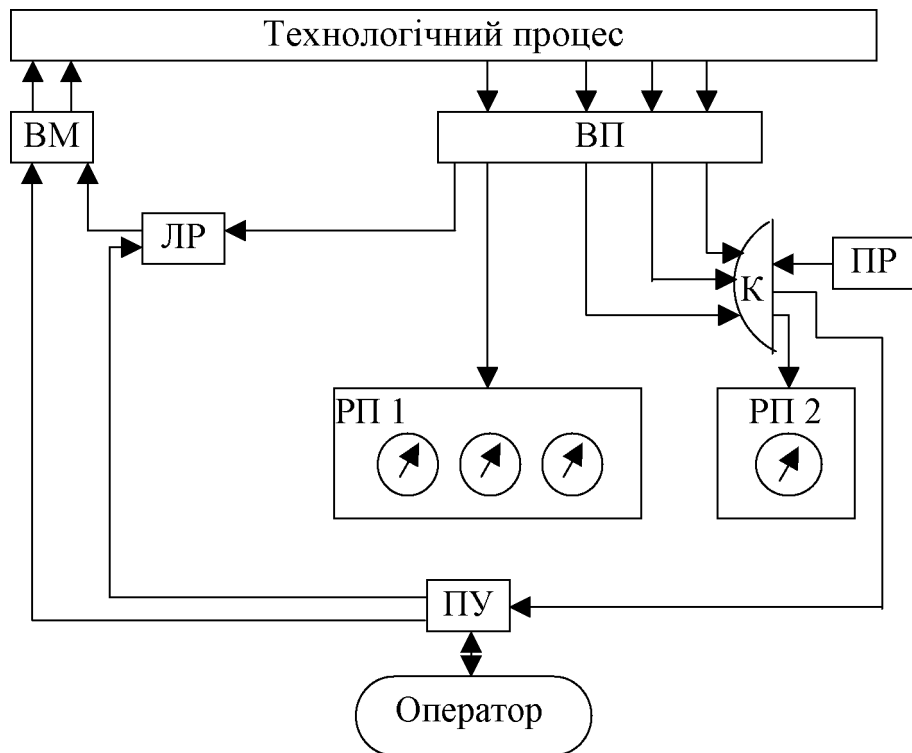 Технологічний процес
ВМ
ВП
ЛР
К
ПР
РП 1
РП 2
ПУ
Оператор